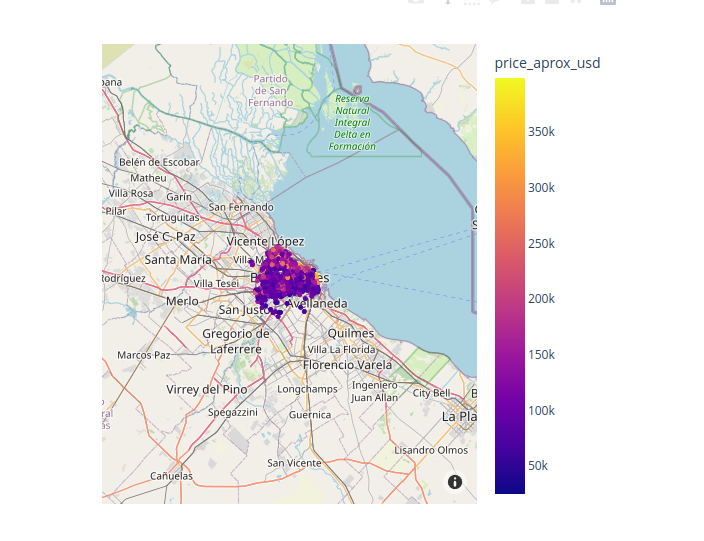 price_aprox_usd
350k
300k
250k
200k
150k
100k
50k
Partido
de San
Fernando
Reserva
Natural
Integral
Delta en
Formación
Belén de Escobar
Matheu
Villa Rosa
Garín
Pilar
San Fernando
Tortuguitas
José C. Paz
Vicente López
Santa María
Villa M
Rodríguez
Villa Tesei
B
es
Merlo
San Justo
Avellaneda
Gregorio de
Laferrere
Quilmes
Marcos Paz
Villa La Florida
Florencio Varela
Virrey del Pino
Longchamps
Ingeniero
Juan Allan
City Bell
B
La Pla
Spegazzini
Guernica
Lisandro Olmos
San Vicente
Cañuelas